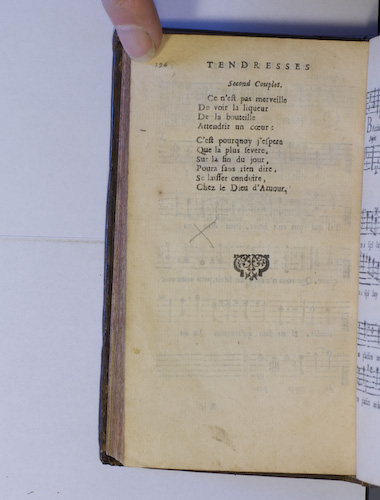 TENDRESSES
Second Couplet.
Ce n'est pas merveille
De voir la liqueur
De la bouteille
Attendrir un cœur :
C'est pourquoy j'espere
Que la plus severe,
Sur la fin du jour,
Poura sans rien dire,
Se laisser conduire,
Chez le Dieu d'Amour.